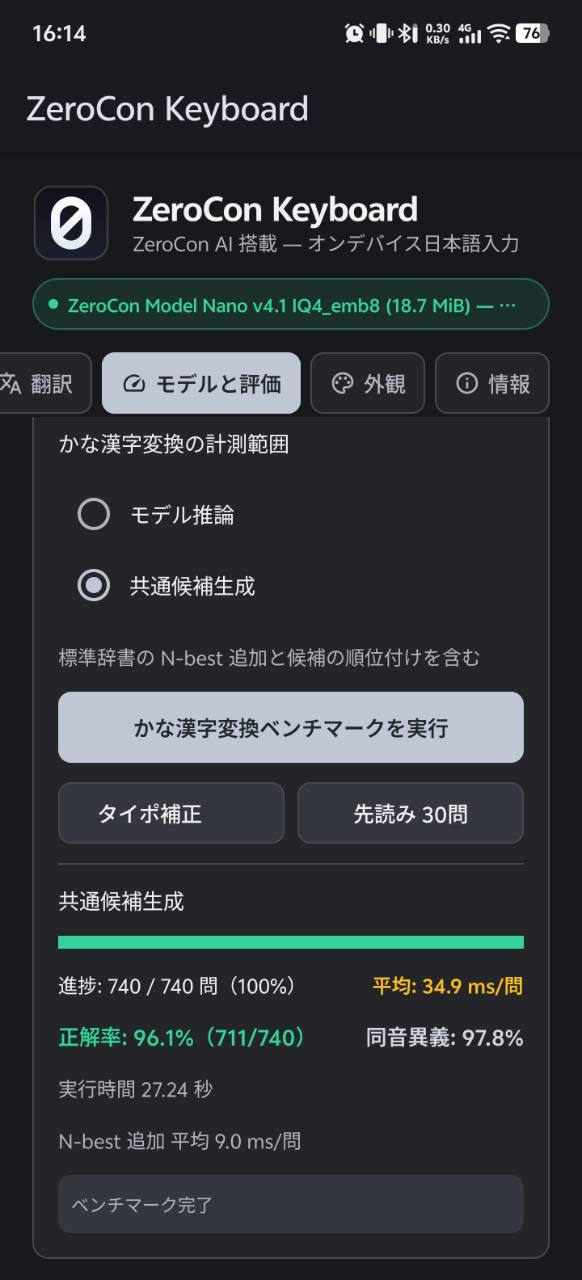 16:14
0.30 KB/s 4G 76
ZeroCon Keyboard
ZeroCon Keyboard
ZeroCon AI 搭載 — オンデバイス日本語入力
ZeroCon Model Nano v4.1 IQ4_emb8 (18.7 MiB) — ···
翻訳 モデルと評価 外観 情報
かな漢字変換の計測範囲
モデル推論
共通候補生成
標準辞書の N-best 追加と候補の順位付けを含む
かな漢字変換ベンチマークを実行
タイポ補正 先読み 30問
共通候補生成
進捗: 740 / 740 問（100%） 平均: 34.9 ms/問
正解率: 96.1%（711/740） 同音異義: 97.8%
実行時間 27.24 秒
N-best 追加 平均 9.0 ms/問
ベンチマーク完了